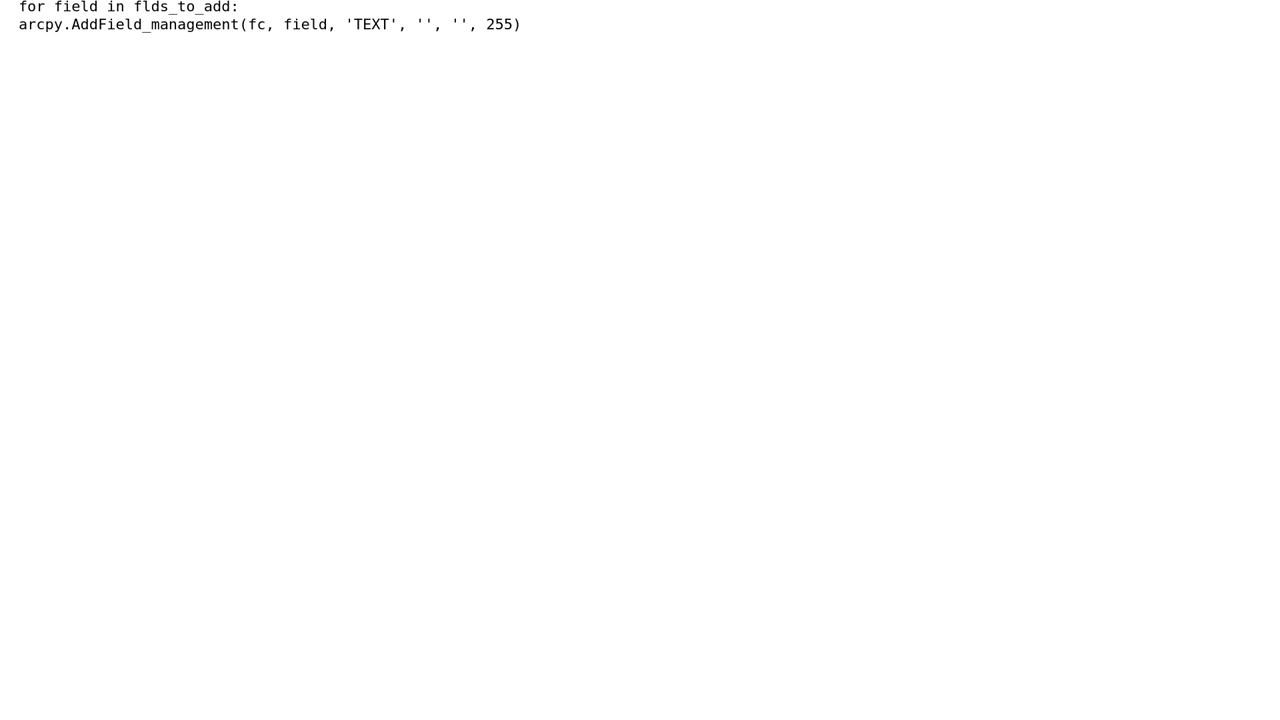 for field in flds_to_add:
arcpy.AddField_management(fc, field, 'TEXT', '', '', 255)